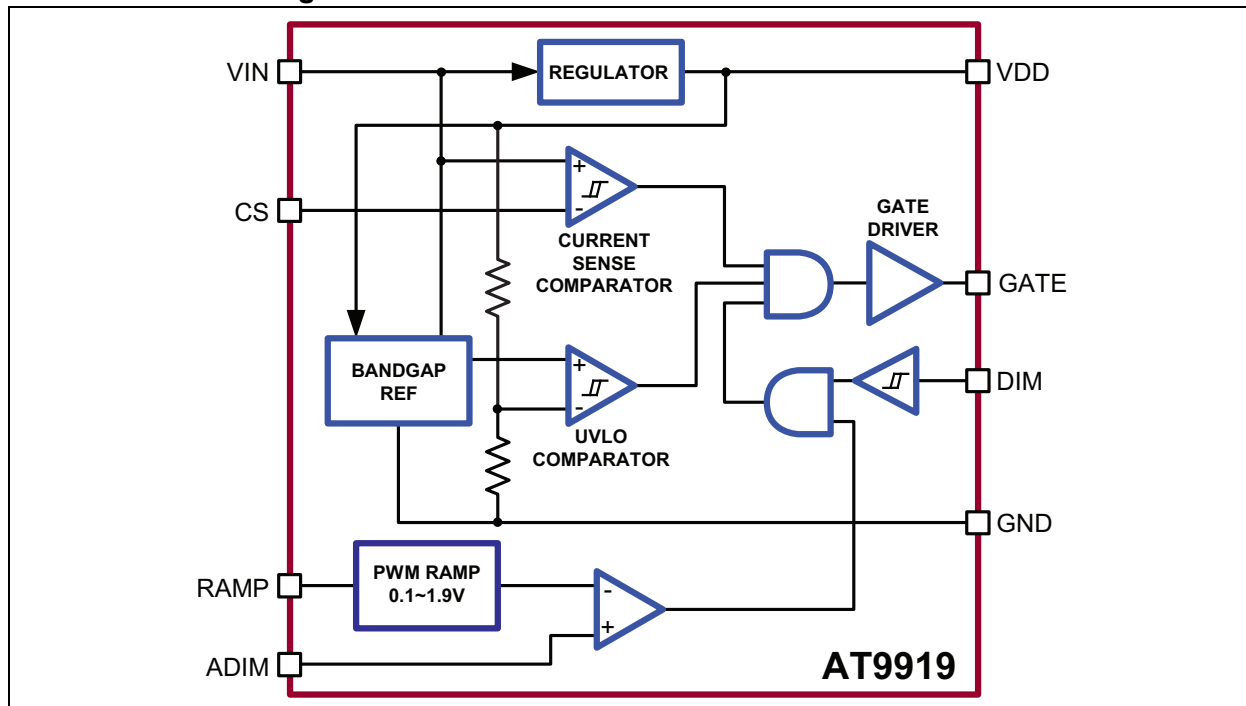 VIN
REGULATOR
VDD
+
-
CS
CURRENT
SENSE
COMPARATOR
GATE
DRIVER
GATE
BANDGAP
REF
+
-
UVLO
COMPARATOR
DIM
GND
RAMP
PWM RAMP
0.1~1.9V
-
+
ADIM
AT9919